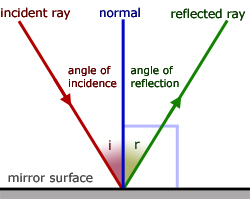 incident ray
normal
reflected ray
angle of
incidence
angle of
reflection
i
r
mirror surface